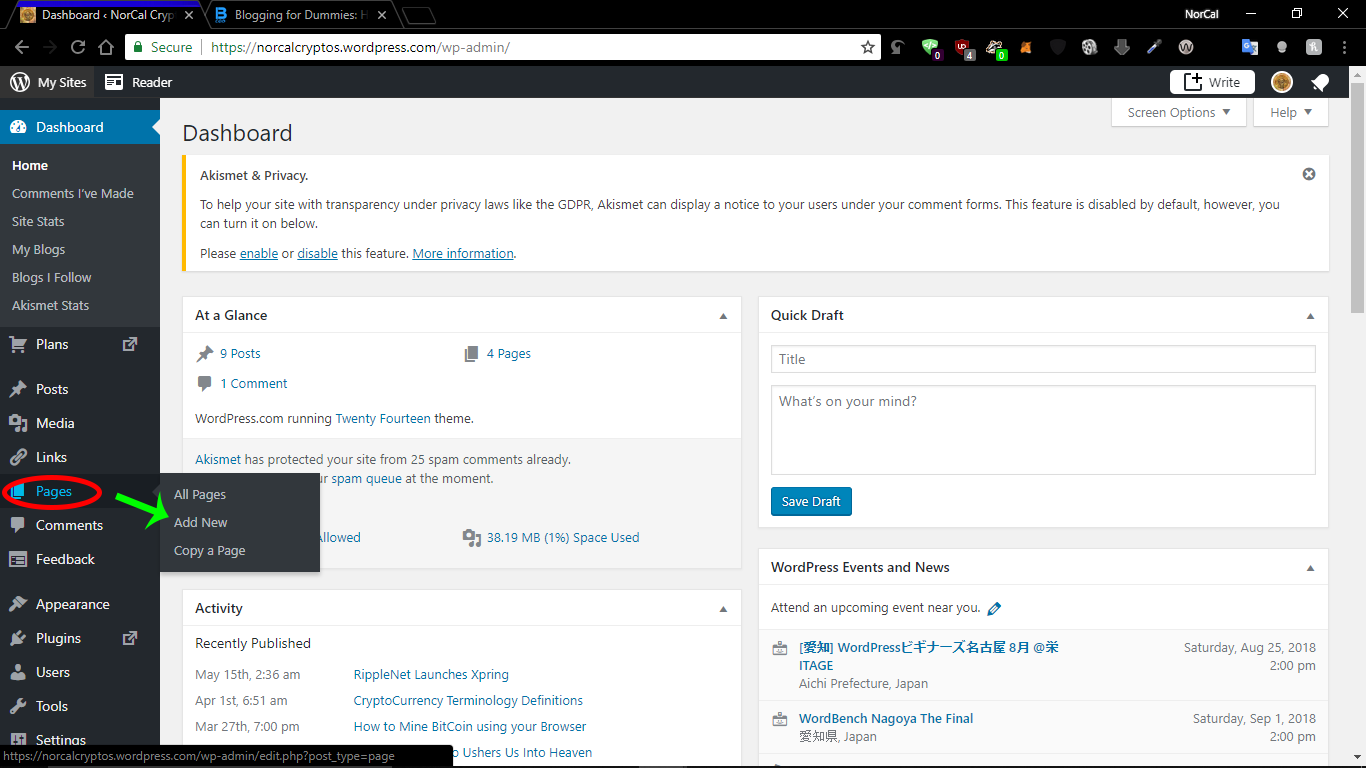 Dashboard ‹ NorCal Cryp
Blogging for Dummies: H
NorCal
Secure
https://norcalcryptos.wordpress.com/wp-admin/
0
4
0
My Sites
Reader
Write
Dashboard
Home
Comments I've Made
Site Stats
My Blogs
Blogs I Follow
Akismet Stats
Plans
Posts
Media
Links
Pages
Comments
Feedback
Appearance
Plugins
Users
Tools
Settings
All Pages
Add New
Copy a Page
Dashboard
Screen Options
Help
Akismet & Privacy.
To help your site with transparency under privacy laws like the GDPR, Akismet can display a notice to your users under your comment forms. This feature is disabled by default, however, you
can turn it on below.
Please enable or disable this feature. More information.
At a Glance
9 Posts
4 Pages
1 Comment
WordPress.com running Twenty Fourteen theme.
Akismet has protected your site from 25 spam comments already.
ur spam queue at the moment.
Allowed
38.19 MB (1%) Space Used
Activity
Recently Published
May 15th, 2:36 am
RippleNet Launches Xpring
Apr 1st, 6:51 am
CryptoCurrency Terminology Definitions
Mar 27th, 7:00 pm
How to Mine BitCoin using your Browser
Ushers Us Into Heaven
Quick Draft
Title
What's on your mind?
Save Draft
WordPress Events and News
Attend an upcoming event near you.
[愛知] WordPressビギナーズ名古屋 8月 @栄
ITAGE
Aichi Prefecture, Japan
Saturday, Aug 25, 2018
2:00 pm
WordBench Nagoya The Final
愛知県, Japan
Saturday, Sep 1, 2018
2:00 pm
https://norcalcryptos.wordpress.com/wp-admin/edit.php?post_type=page